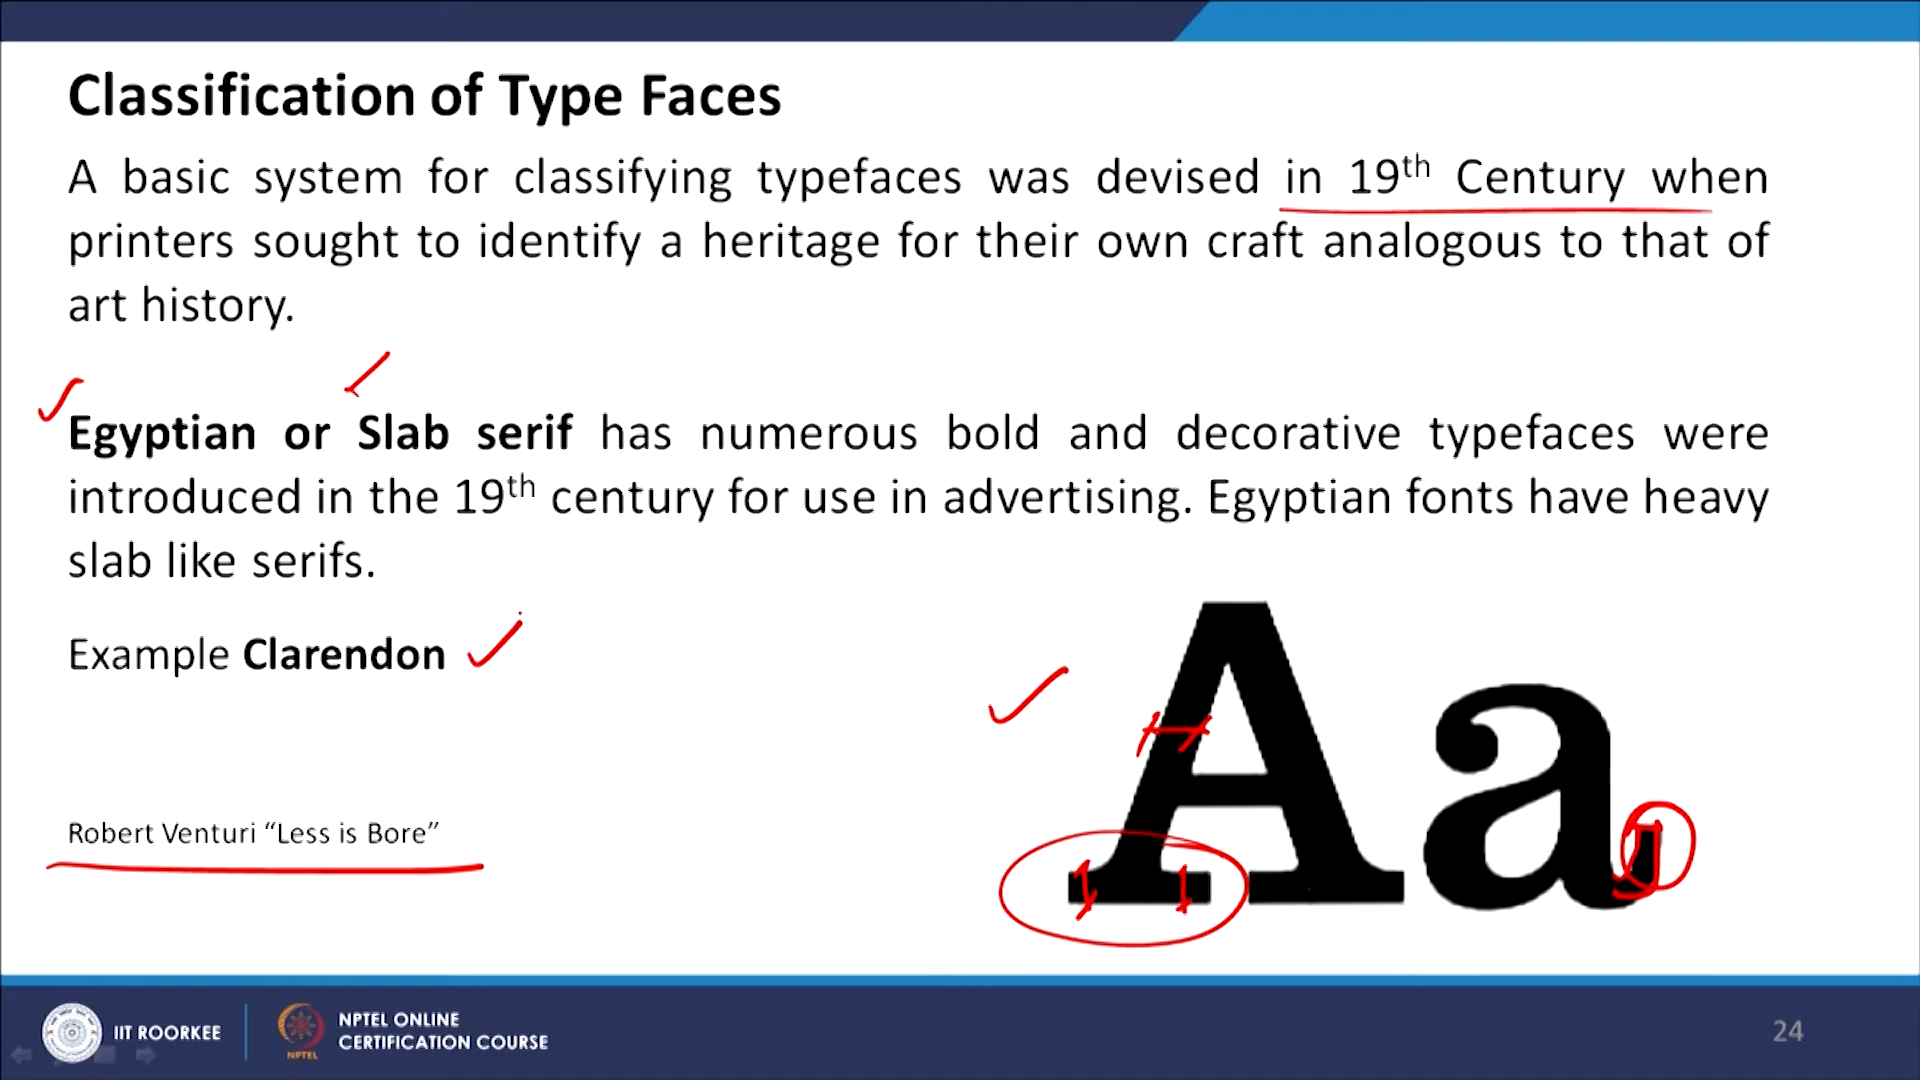 Classification of Type Faces
A basic system for classifying typefaces was devised in 19th Century when
printers sought to identify a heritage for their own craft analogous to that of
art history.
Egyptian or Slab serif has numerous bold and decorative typefaces were
introduced in the 19th century for use in advertising. Egyptian fonts have heavy
slab like serifs.
Example Clarendon
Aa
Robert Venturi “Less is Bore”
IIT ROORKEE
NPTEL
NPTEL ONLINE
CERTIFICATION COURSE
24